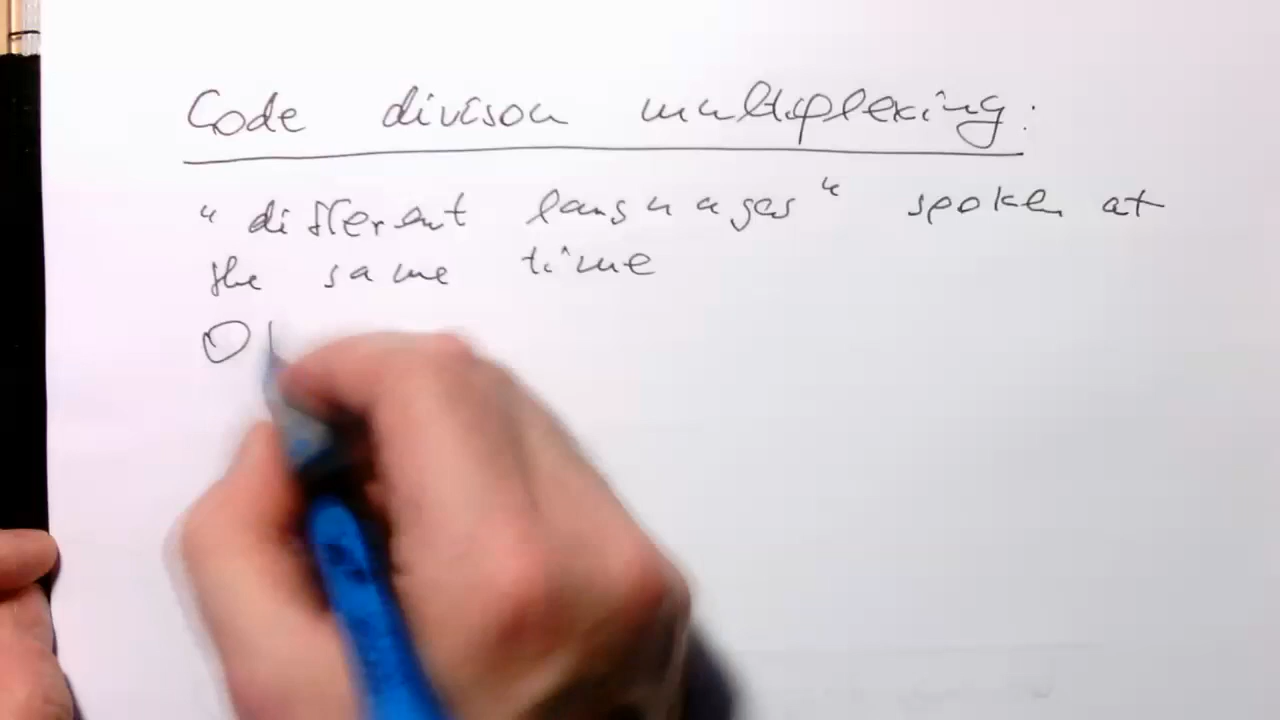 Code divison multiplexing:
"different languages" spoken at
the same time